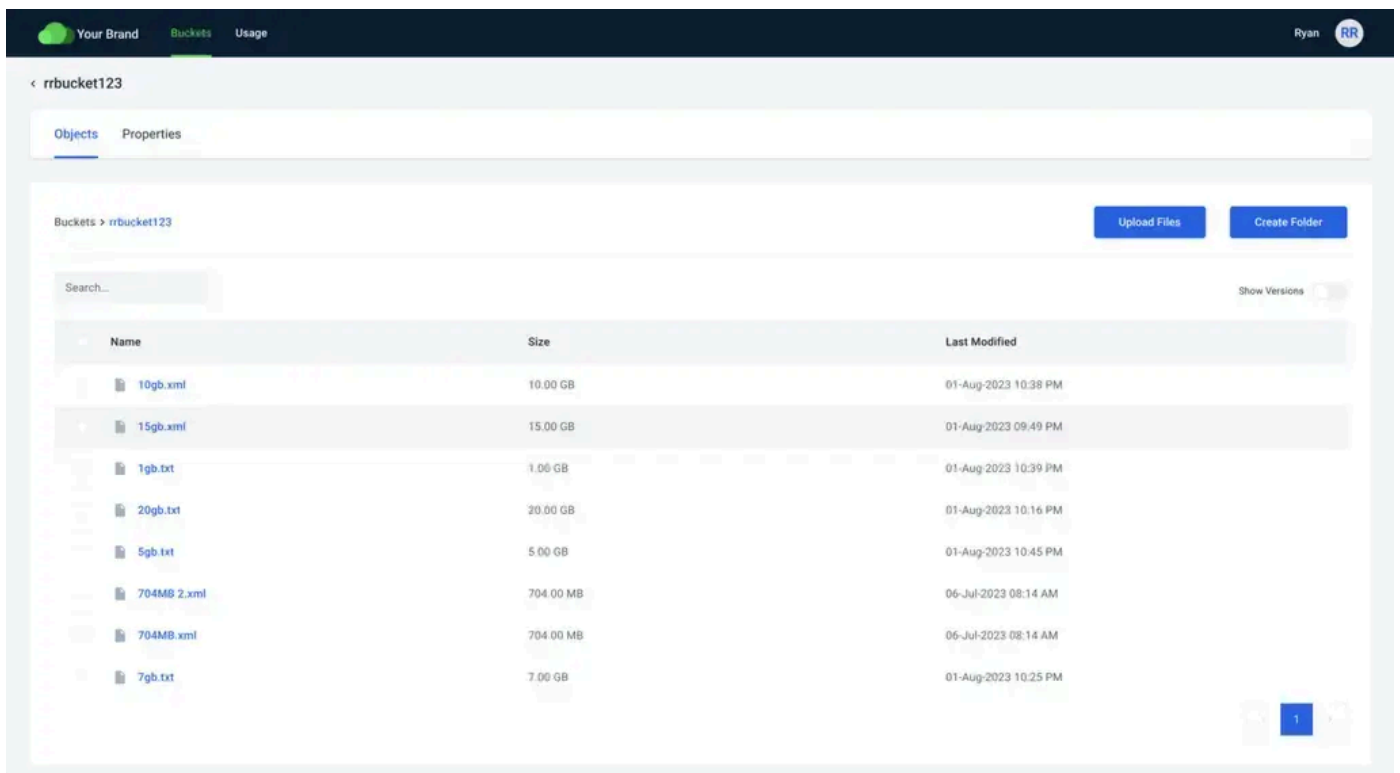 Your Brand Buckets Usage Ryan RR
‹ rrbucket123
Objects Properties
Buckets > rrbucket123 Upload Files Create Folder
Search... Show Versions
Name Size Last Modified
10gb.xml 10.00 GB 01-Aug-2023 10:38 PM
15gb.xml 15.00 GB 01-Aug-2023 09:49 PM
1gb.txt 1.00 GB 01-Aug-2023 10:39 PM
20gb.txt 20.00 GB 01-Aug-2023 10:16 PM
5gb.txt 5.00 GB 01-Aug-2023 10:45 PM
704MB 2.xml 704.00 MB 06-Jul-2023 08:14 AM
704MB.xml 704.00 MB 06-Jul-2023 08:14 AM
7gb.txt 7.00 GB 01-Aug-2023 10:25 PM
1